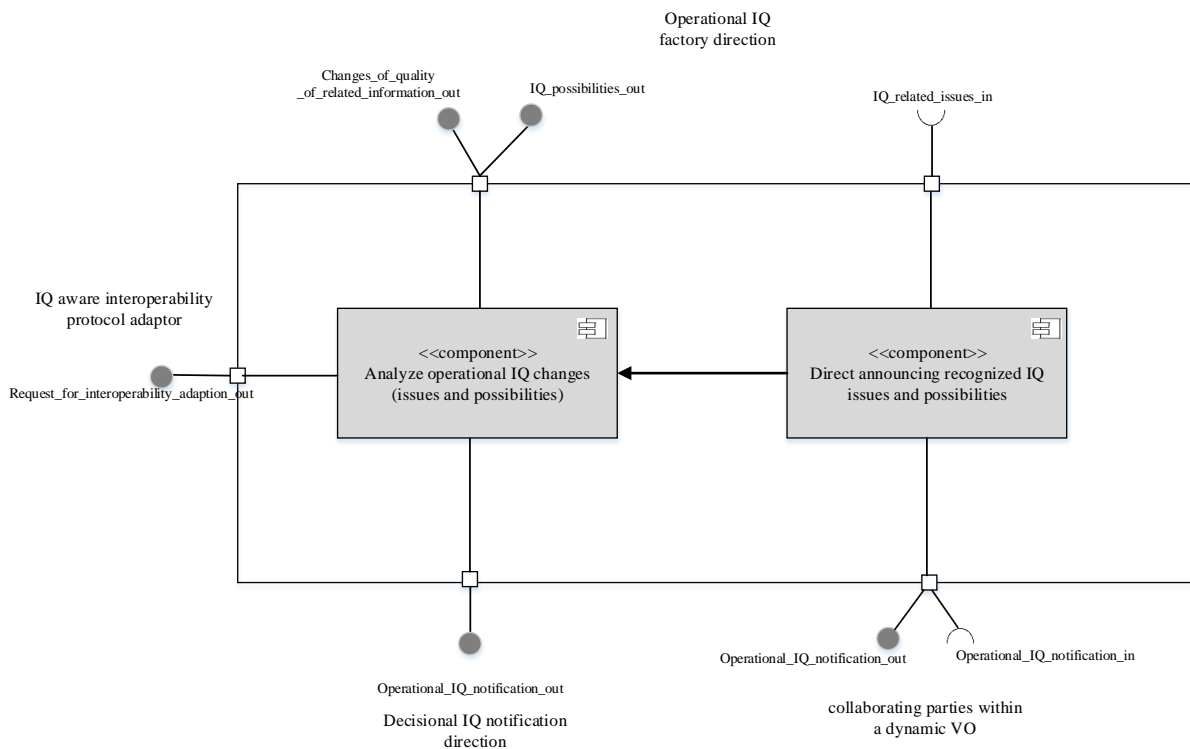 Operational IQ
factory direction
Changes_of_quality
_of_related_information_out
IQ_possibilities_out
IQ_related_issues_in
IQ aware interoperability
protocol adaptor
Request_for_interoperability_adaption_out
<<component>>
Analyze operational IQ changes
(issues and possibilities)
<<component>>
Direct announcing recognized IQ
issues and possibilities
Operational_IQ_notification_out
Operational_IQ_notification_in
Operational_IQ_notification_out
Decisional IQ notification
direction
collaborating parties within
a dynamic VO